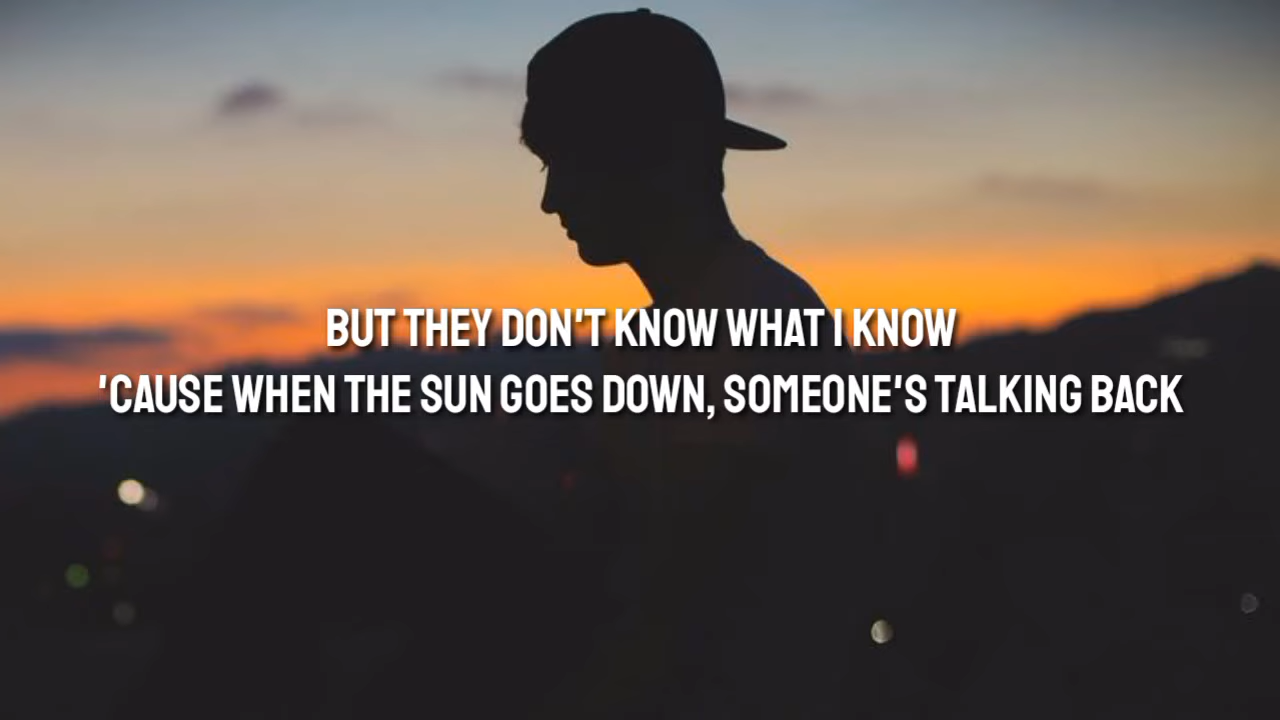 BUT THEY DON'T KNOW WHAT I KNOW
'CAUSE WHEN THE SUN GOES DOWN, SOMEONE'S TALKING BACK